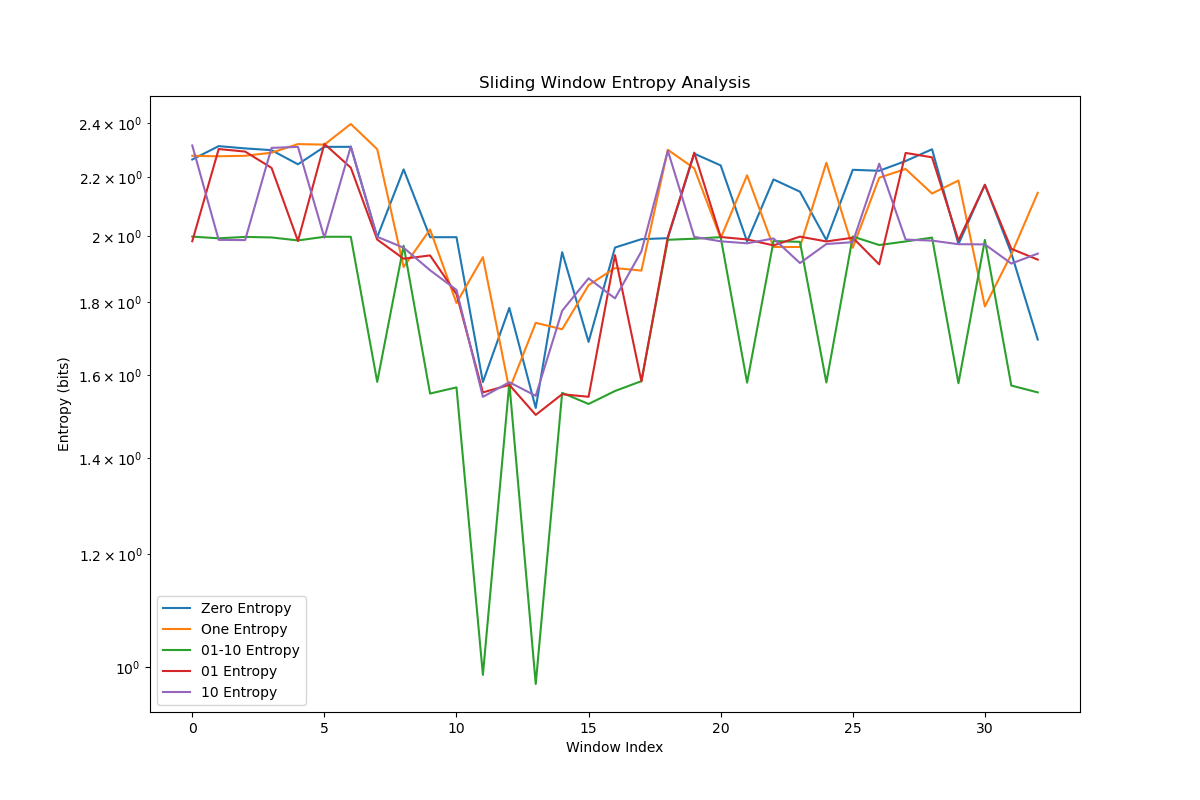 Sliding Window Entropy Analysis
Entropy (bits)
2.4 × 10⁰
2.2 × 10⁰
2 × 10⁰
1.8 × 10⁰
1.6 × 10⁰
1.4 × 10⁰
1.2 × 10⁰
10⁰
Zero Entropy
One Entropy
01-10 Entropy
01 Entropy
10 Entropy
0 5 10 15 20 25 30
Window Index